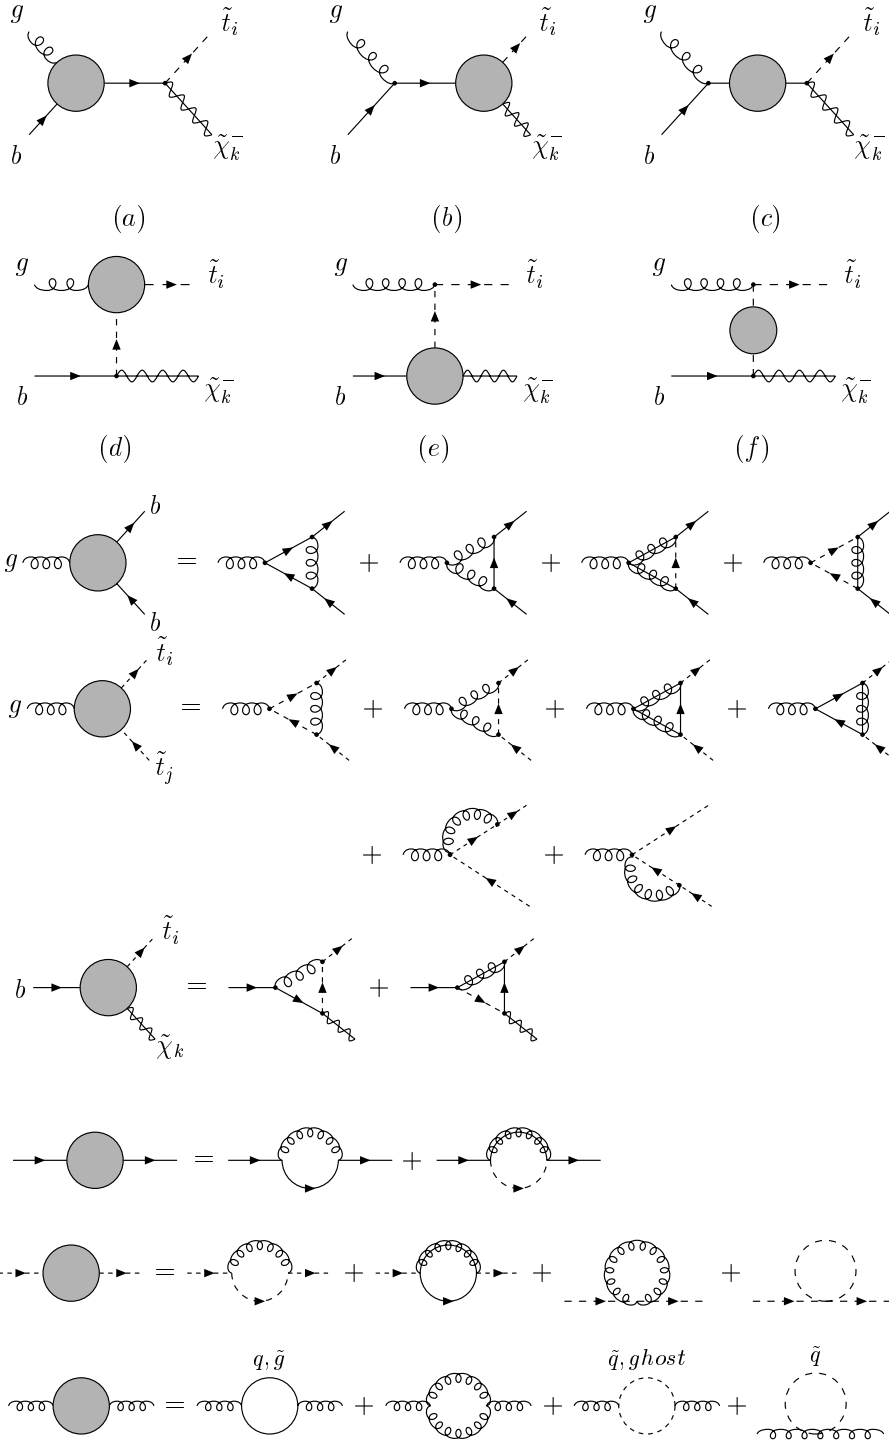 g t̃_i g t̃_i g t̃_i
b χ̃_k^- b χ̃_k^- b χ̃_k^-
(a) (b) (c)
g t̃_i g t̃_i g t̃_i
b χ̃_k^- b χ̃_k^- b χ̃_k^-
(d) (e) (f)
b
g = + + +
b
t̃_i
g = + + +
t̃_j
+ +
t̃_i
b = +
χ̃_k
= +
= + + +
q, g̃ q̃, ghost q̃
= + + +